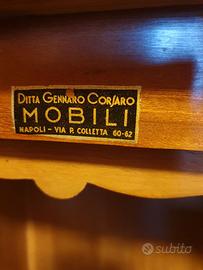 DITTA GENNARO CORSARO
MOBILI
NAPOLI - VIA P. COLLETTA 60-62
subito